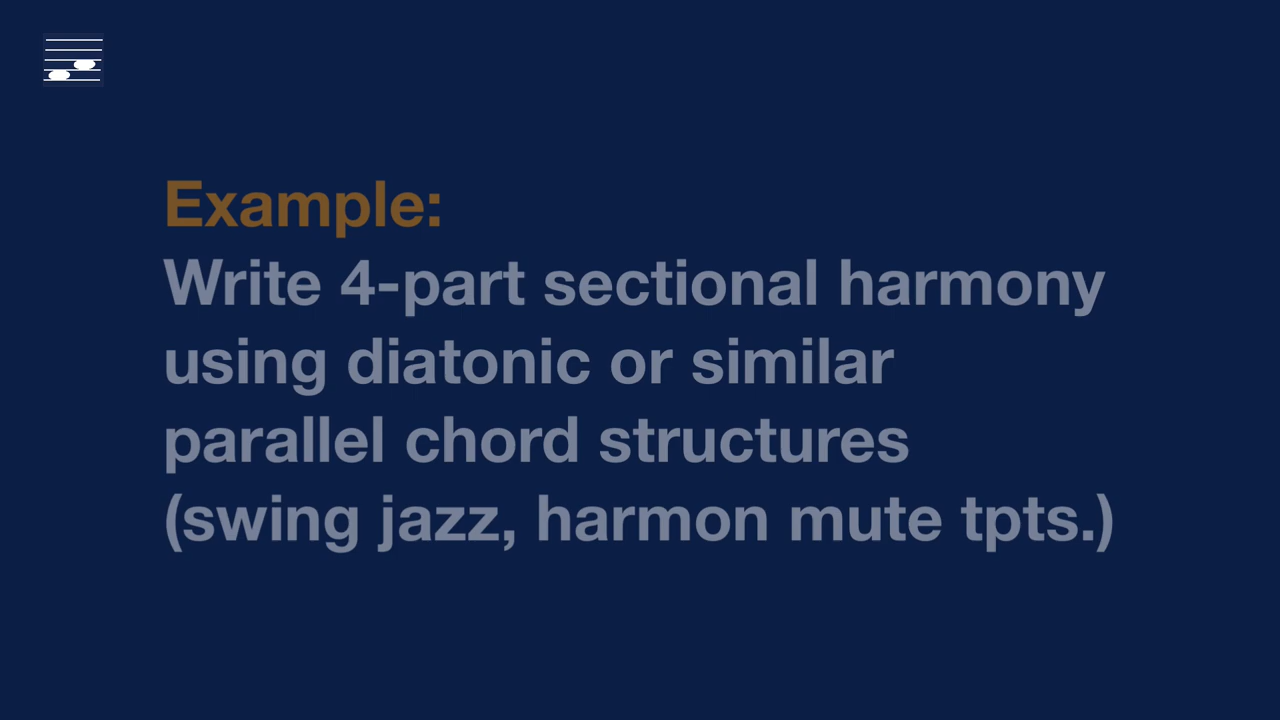 Example:
Write 4-part sectional harmony
using diatonic or similar
parallel chord structures
(swing jazz, harmon mute tpts.)